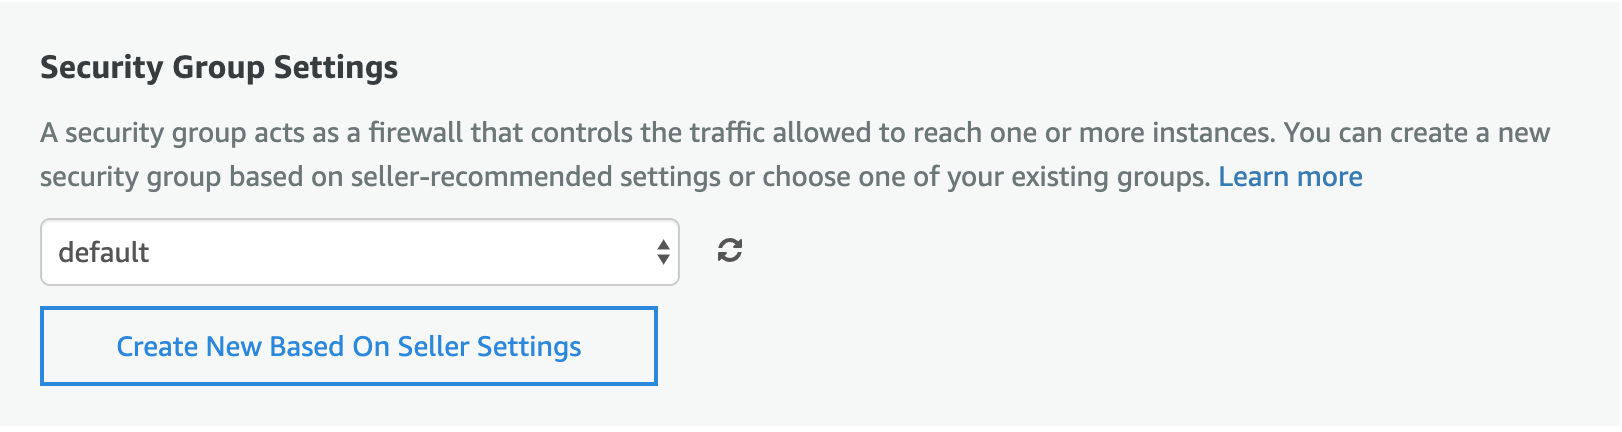 Security Group Settings
A security group acts as a firewall that controls the traffic allowed to reach one or more instances. You can create a new
security group based on seller-recommended settings or choose one of your existing groups. Learn more
default
Create New Based On Seller Settings